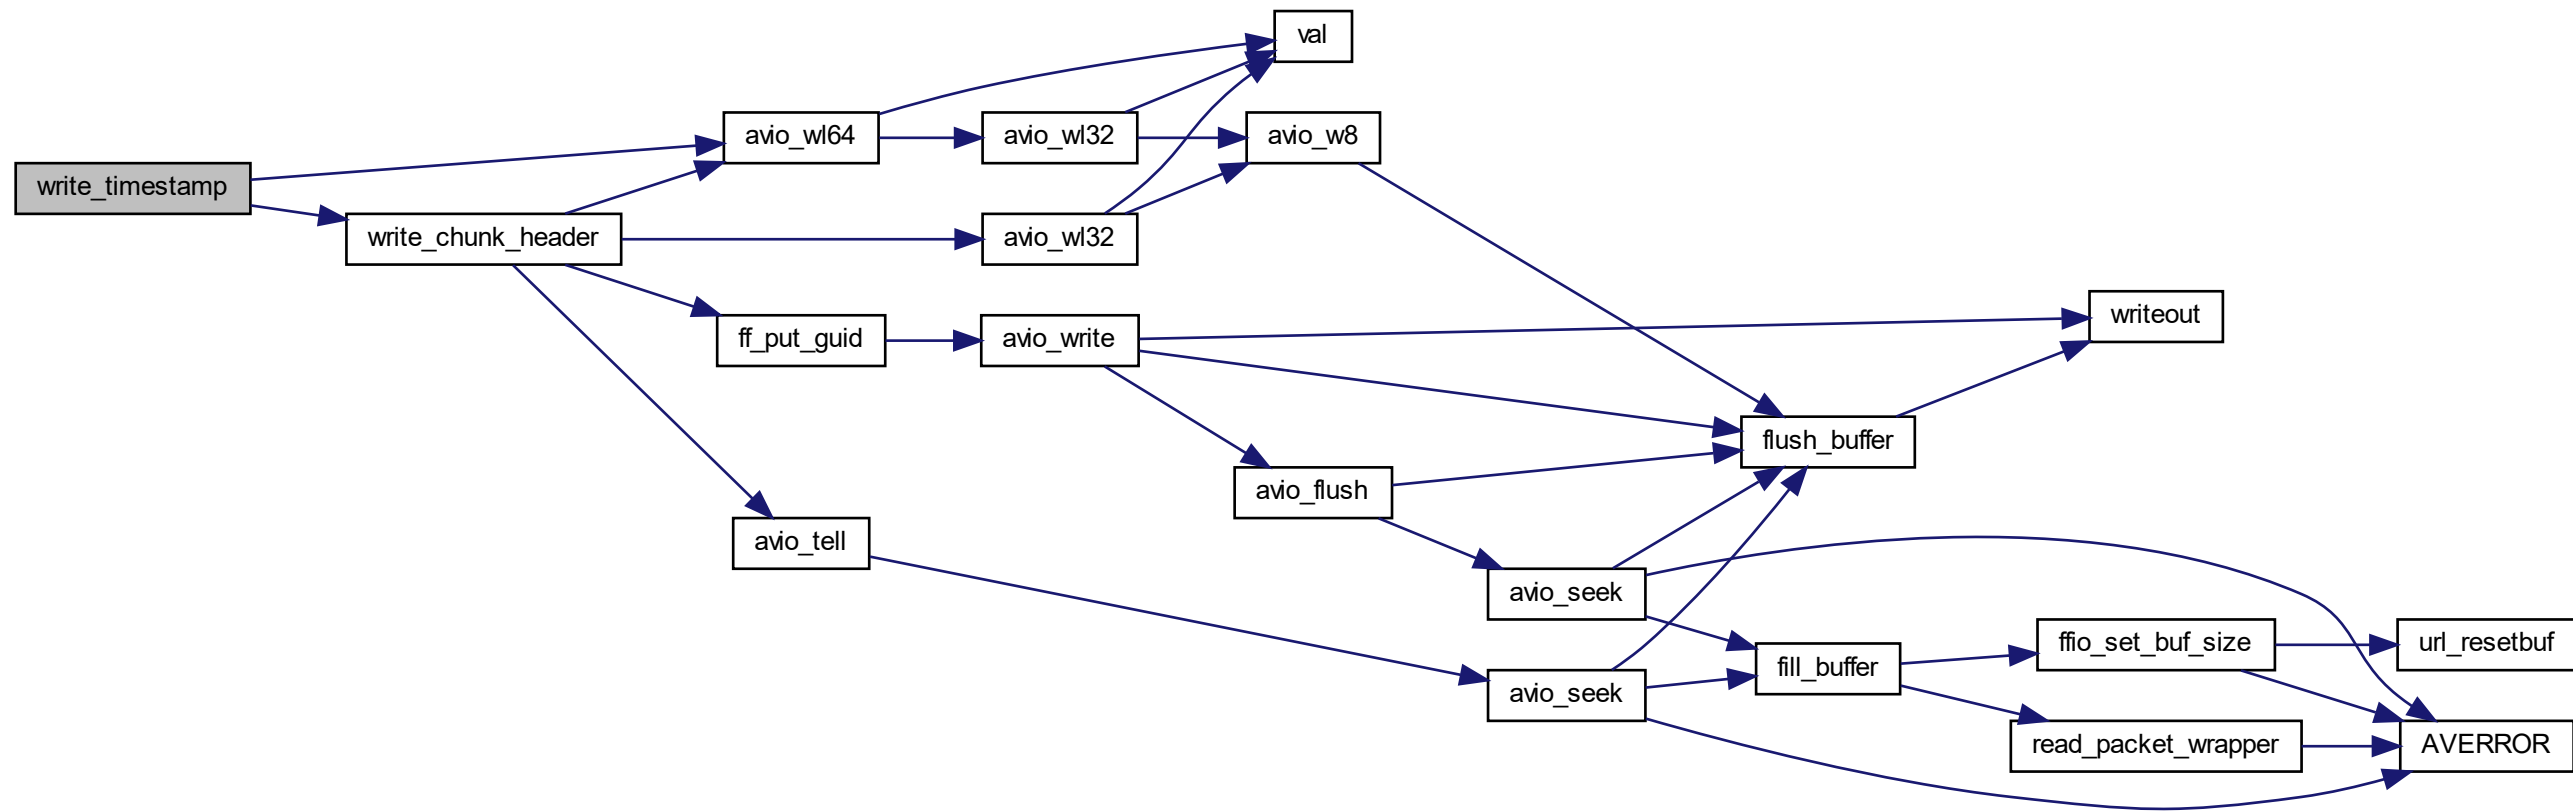 val
avio_wl64
avio_wl32
avio_w8
write_timestamp
write_chunk_header
avio_wl32
writeout
ff_put_guid
avio_write
flush_buffer
avio_flush
avio_tell
avio_seek
ffio_set_buf_size
url_resetbuf
fill_buffer
avio_seek
read_packet_wrapper
AVERROR